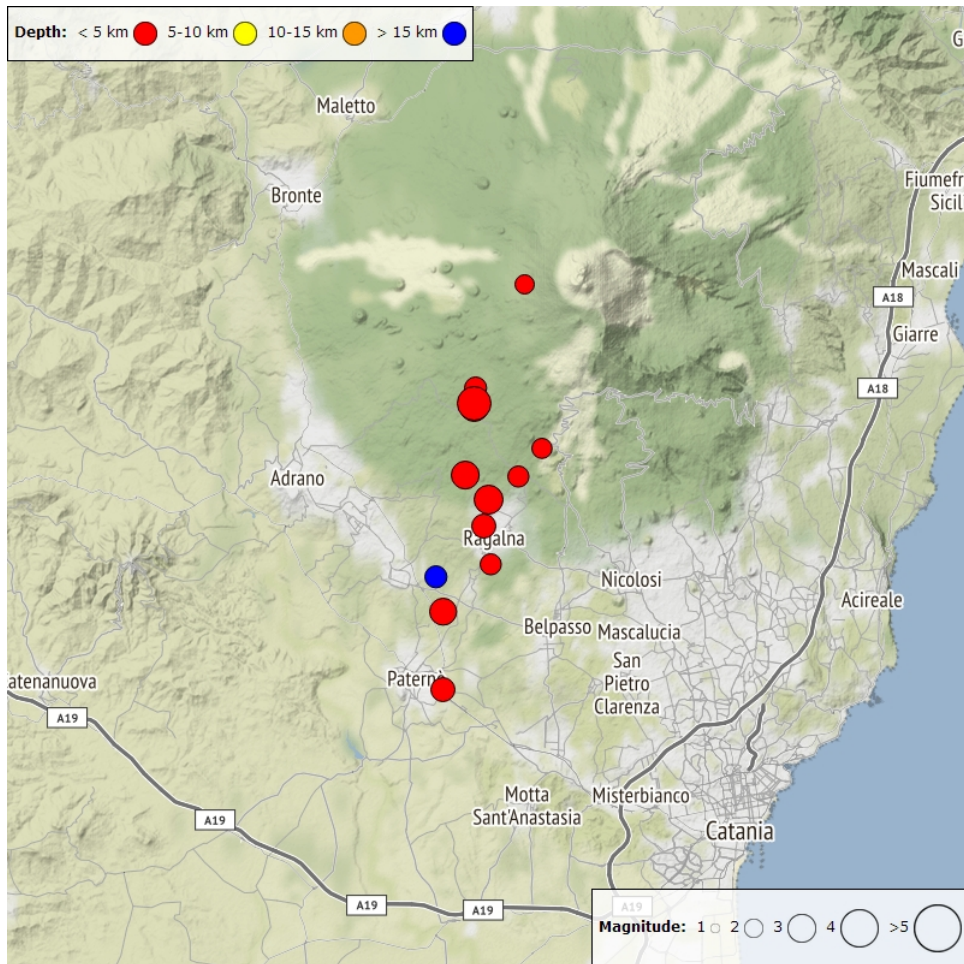 Depth: < 5 km 5-10 km 10-15 km > 15 km
G
Maletto
Bronte
Fiumefr
Sicil
Mascali
A18
Giarre
A18
Adrano
Ragalna
Nicolosi
Acireale
Belpasso
Mascalucia
San
Pietro
Clarenza
Paternò
atenanuova
A19
Motta
Sant'Anastasia
Misterbianco
A19
Catania
A19
A19
A19
Magnitude: 1 2 3 4 >5